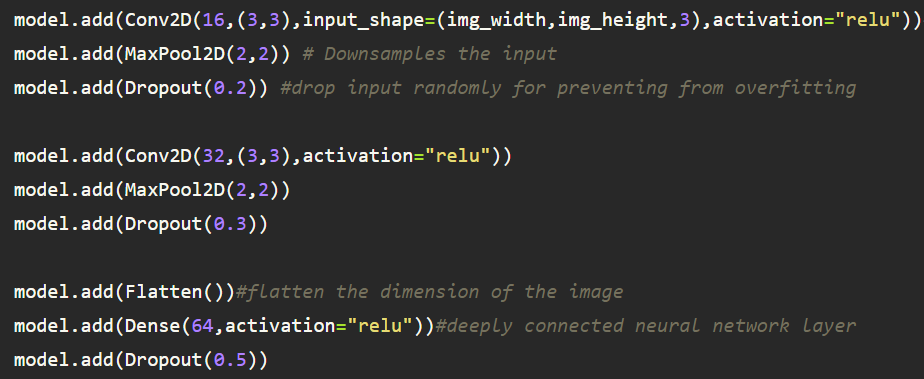 model.add(Conv2D(16,(3,3),input_shape=(img_width,img_height,3),activation="relu"))
model.add(MaxPool2D(2,2)) # Downsamples the input
model.add(Dropout(0.2)) #drop input randomly for preventing from overfitting
model.add(Conv2D(32,(3,3),activation="relu"))
model.add(MaxPool2D(2,2))
model.add(Dropout(0.3))
model.add(Flatten())#flatten the dimension of the image
model.add(Dense(64,activation="relu"))#deeply connected neural network layer
model.add(Dropout(0.5))